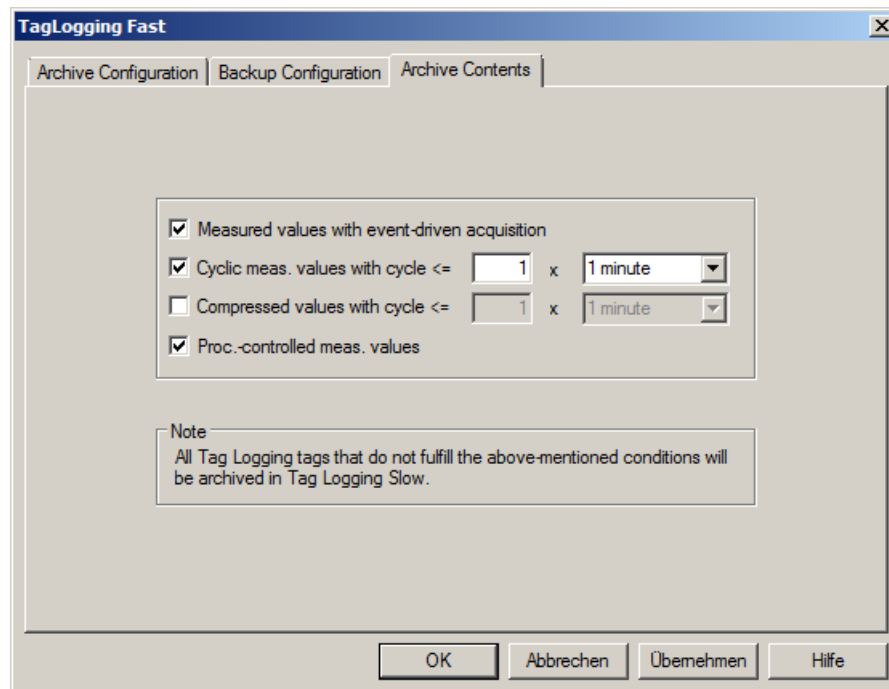 TagLogging Fast
Archive Configuration
Backup Configuration
Archive Contents
Measured values with event-driven acquisition
Cyclic meas. values with cycle <= 1 x 1 minute
Compressed values with cycle <= 1 x 1 minute
Proc.-controlled meas. values
Note
All Tag Logging tags that do not fulfill the above-mentioned conditions will
be archived in Tag Logging Slow.
OK
Abbrechen
Übernehmen
Hilfe